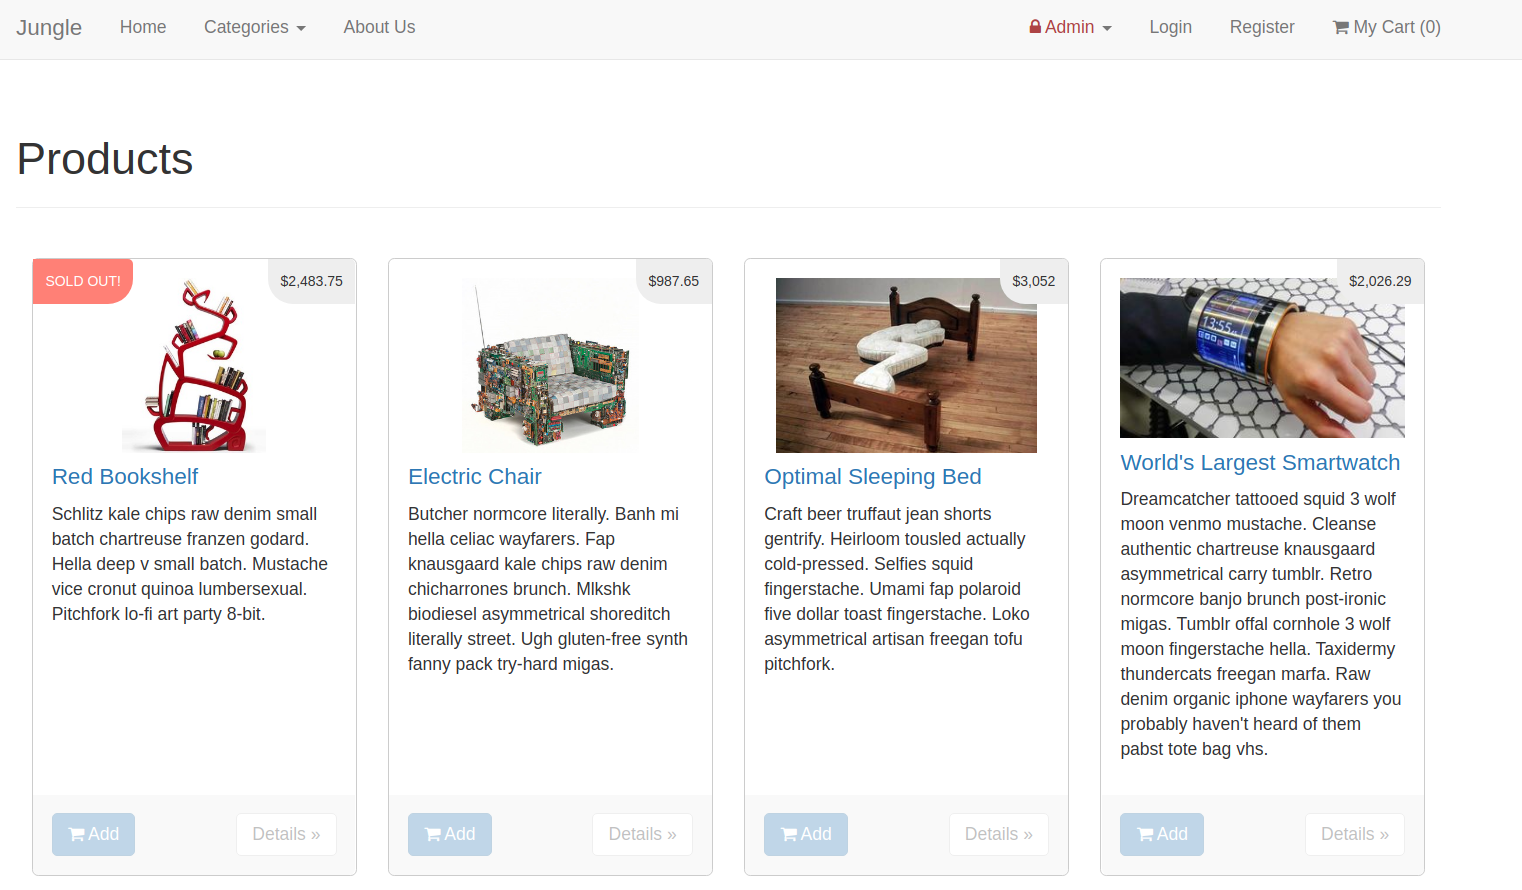 Jungle Home Categories About Us Admin Login Register My Cart (0)
Products
SOLD OUT!
$2,483.75
Red Bookshelf
Schlitz kale chips raw denim small
batch chartreuse franzen godard.
Hella deep v small batch. Mustache
vice cronut quinoa lumbersexual.
Pitchfork lo-fi art party 8-bit.
Add
Details »
$987.65
Electric Chair
Butcher normcore literally. Banh mi
hella celiac wayfarers. Fap
knausgaard kale chips raw denim
chicharrones brunch. Mlkshk
biodiesel asymmetrical shoreditch
literally street. Ugh gluten-free synth
fanny pack try-hard migas.
Add
Details »
$3,052
Optimal Sleeping Bed
Craft beer truffaut jean shorts
gentrify. Heirloom tousled actually
cold-pressed. Selfies squid
fingerstache. Umami fap polaroid
five dollar toast fingerstache. Loko
asymmetrical artisan freegan tofu
pitchfork.
Add
Details »
$2,026.29
13:55
World's Largest Smartwatch
Dreamcatcher tattooed squid 3 wolf
moon venmo mustache. Cleanse
authentic chartreuse knausgaard
asymmetrical carry tumblr. Retro
normcore banjo brunch post-ironic
migas. Tumblr offal cornhole 3 wolf
moon fingerstache hella. Taxidermy
thundercats freegan marfa. Raw
denim organic iphone wayfarers you
probably haven't heard of them
pabst tote bag vhs.
Add
Details »